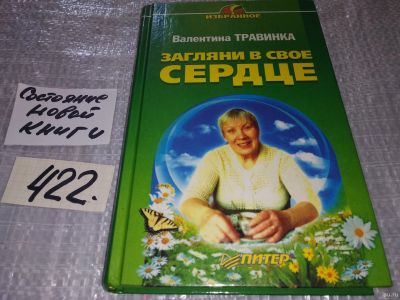 ИЗБРАННОЕ
Валентина ТРАВИНКА
ЗАГЛЯНИ В СВОЕ
СЕРДЦЕ
Состояние
новой
книги
422.
ПИТЕР